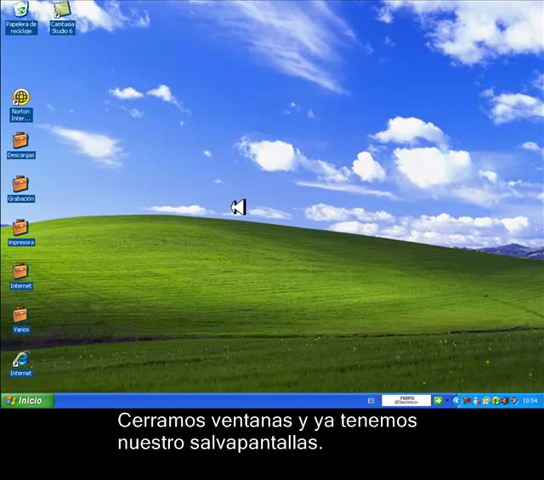 Papelera de
reciclaje
Camtasia
Studio 6
Norton
Inter...
Descargas
Grabación
impresora
Internet
Varios
Internet
Inicio
ES
nero
18:54
Cerramos ventanas y ya tenemos
nuestro salvapantallas.